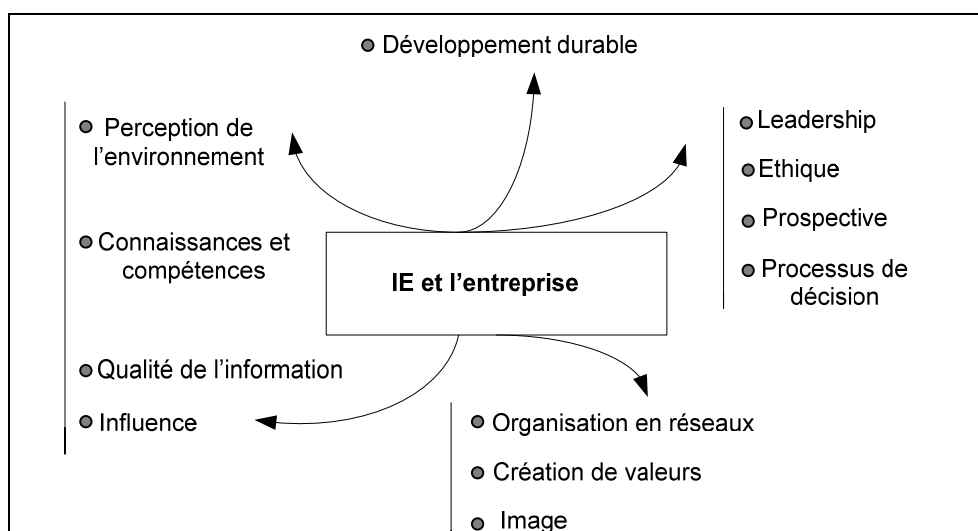 Développement durable
Perception de
l'environnement
Connaissances et
compétences
Qualité de l'information
Influence
IE et l'entreprise
Leadership
Ethique
Prospective
Processus de
décision
Organisation en réseaux
Création de valeurs
Image